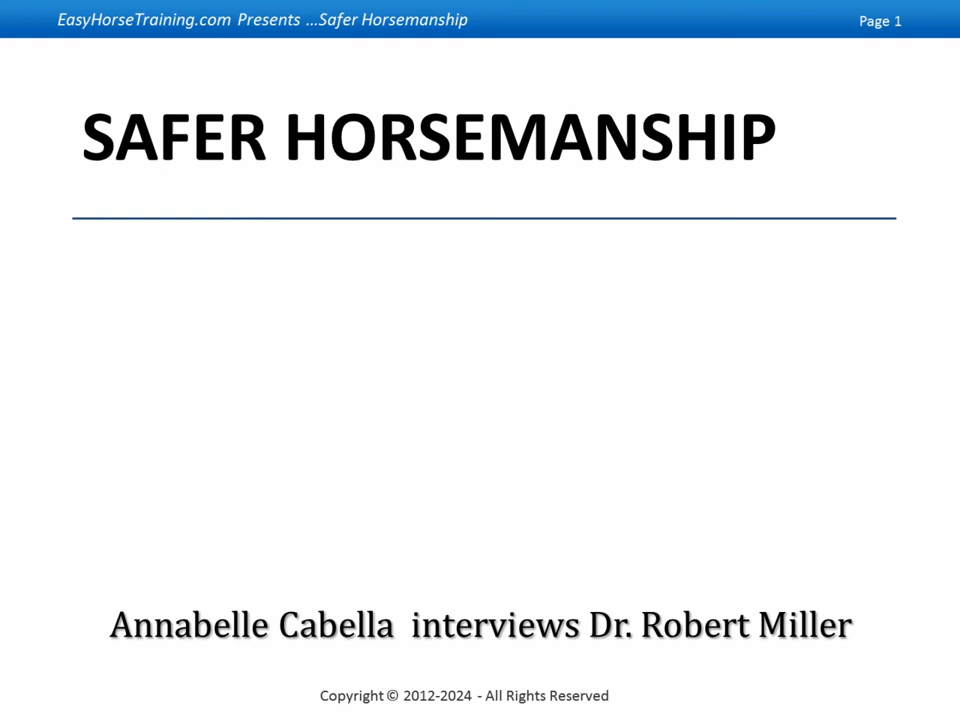 EasyHorseTraining.com Presents ...Safer Horsemanship
Page 1
SAFER HORSEMANSHIP
Annabelle Cabella interviews Dr. Robert Miller
Copyright © 2012-2024 - All Rights Reserved